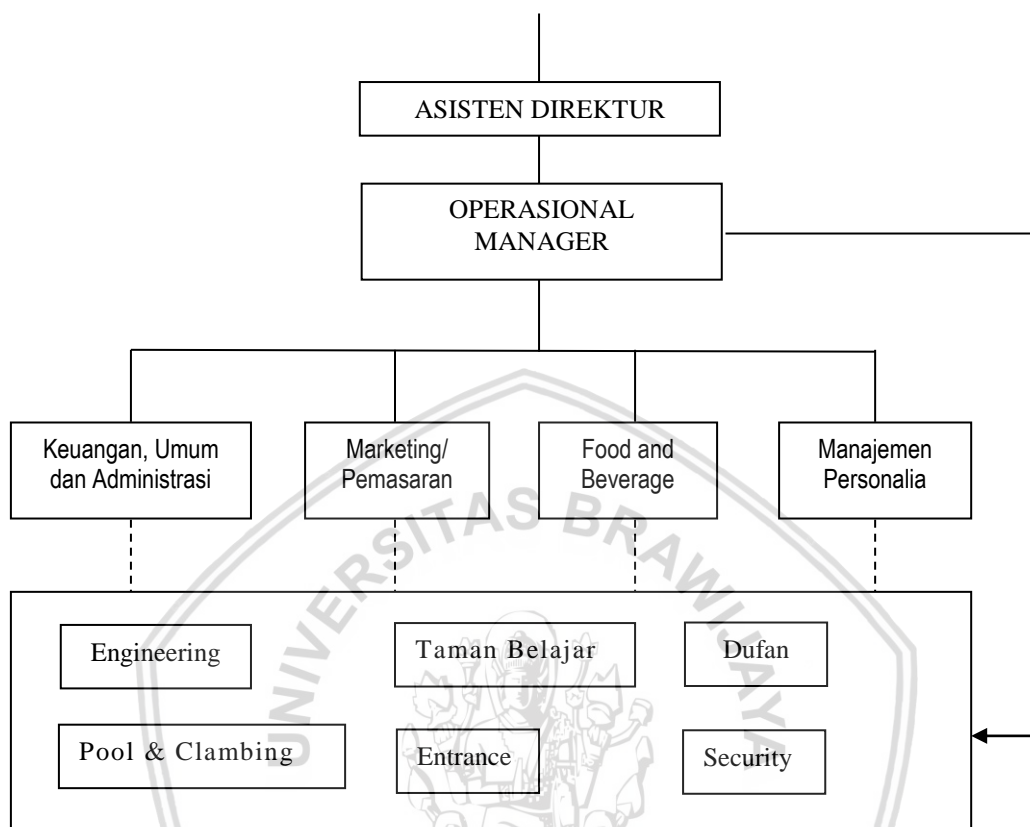 ASISTEN DIREKTUR
OPERASIONAL
MANAGER
Keuangan, Umum
dan Administrasi
Marketing/
Pemasaran
Food and
Beverage
Manajemen
Personalia
UNIVERSITAS BRAWIJAYA
Engineering
Taman Belajar
Dufan
Pool & Clambing
Entrance
Security